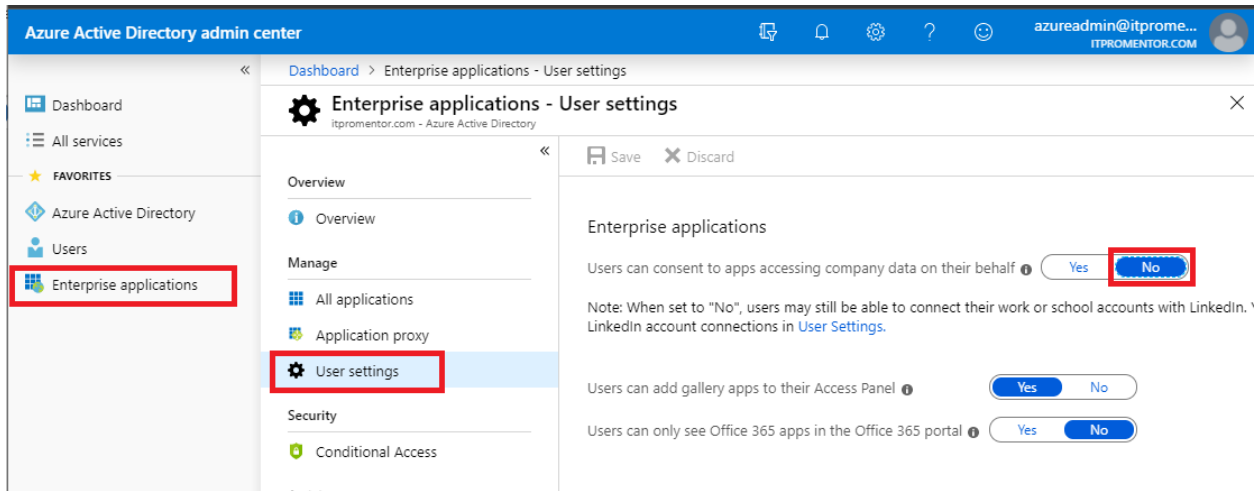 Azure Active Directory admin center
azureadmin@itprome...
ITPROMENTOR.COM
Dashboard > Enterprise applications - User settings
Dashboard
All services
FAVORITES
Azure Active Directory
Users
Enterprise applications
Enterprise applications - User settings
itpromentor.com - Azure Active Directory
Overview
Overview
Manage
All applications
Application proxy
User settings
Security
Conditional Access
Save Discard
Enterprise applications
Users can consent to apps accessing company data on their behalf Yes No
Note: When set to "No", users may still be able to connect their work or school accounts with LinkedIn.
LinkedIn account connections in User Settings.
Users can add gallery apps to their Access Panel Yes No
Users can only see Office 365 apps in the Office 365 portal Yes No